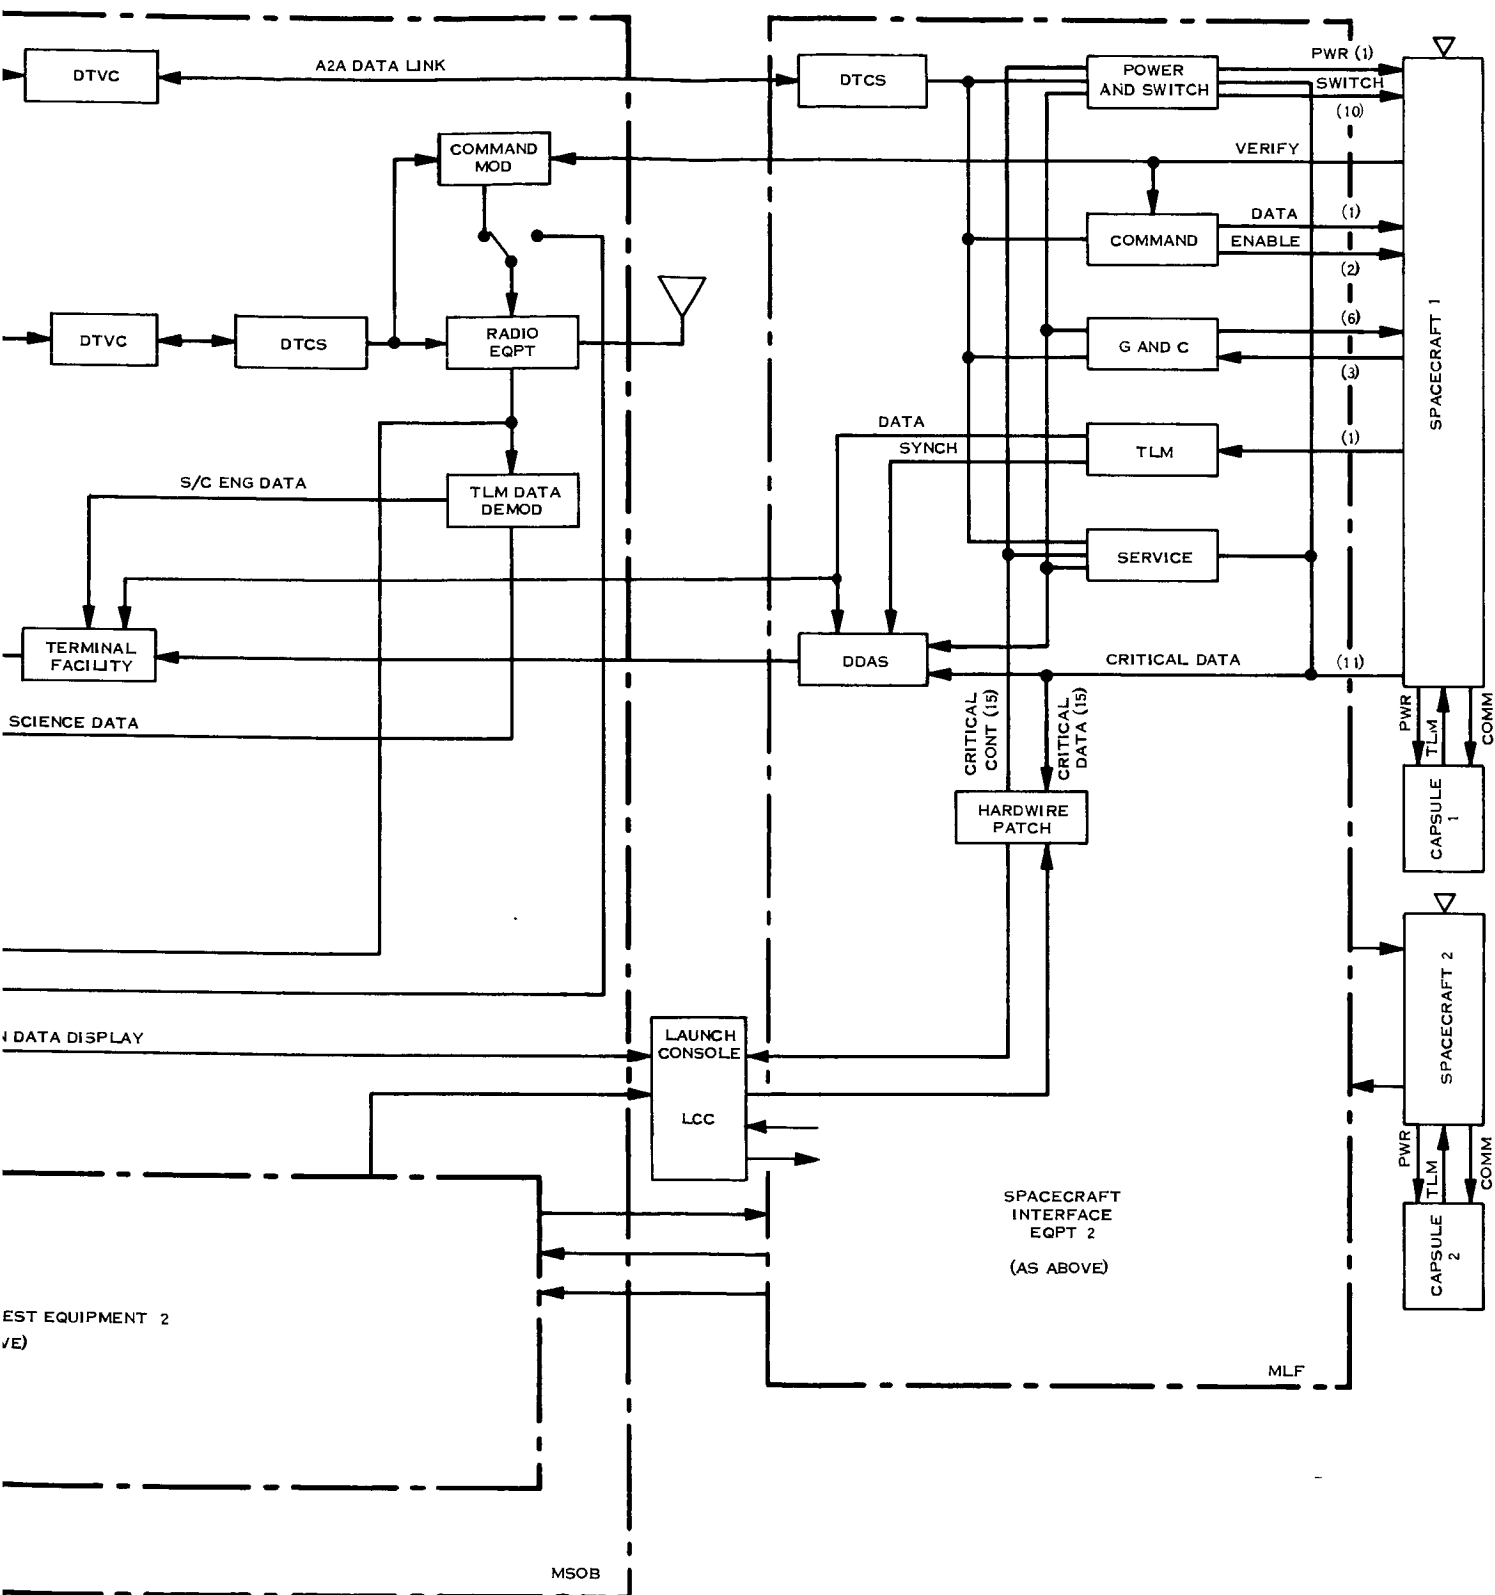 DTVC
A2A DATA LINK
DTCS
POWER
AND SWITCH
PWR (1)
SWITCH
(10)
COMMAND
MOD
VERIFY
COMMAND
DATA
(1)
ENABLE
(2)
SPACECRAFT 1
DTVC
DTCS
RADIO
EQPT
G AND C
(6)
(3)
DATA
SYNCH
TLM
(1)
S/C ENG DATA
TLM DATA
DEMOD
SERVICE
TERMINAL
FACILITY
DDAS
CRITICAL DATA
(11)
SCIENCE DATA
CRITICAL
CONT (15)
CRITICAL
DATA (15)
PWR
TLM
COMM
HARDWIRE
PATCH
CAPSULE
1
SPACECRAFT 2
N DATA DISPLAY
LAUNCH
CONSOLE
LCC
PWR
TLM
COMM
CAPSULE
2
SPACECRAFT
INTERFACE
EQPT 2
(AS ABOVE)
EST EQUIPMENT 2
VE)
MLF
MSOB